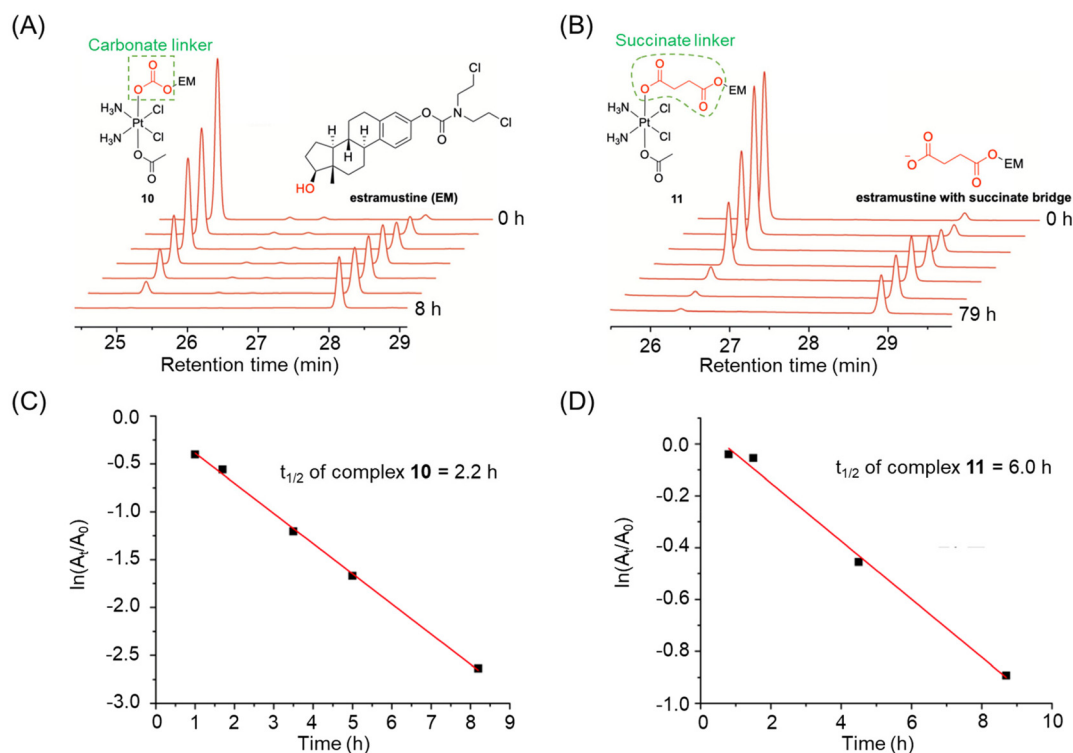 (A)
Carbonate linker
O
O
O
EM
H₃N
Cl
H₃N
Pt
Cl
O
O
10
Cl
O
N
O
Cl
H
H
H
HO
estramustine (EM)
0 h
8 h
25
26
27
28
29
Retention time (min)
(B)
Succinate linker
O
O
O
O
EM
H₃N
Cl
H₃N
Pt
Cl
O
O
11
O
⁻O
O
O
EM
estramustine with succinate bridge
0 h
79 h
26
27
28
29
Retention time (min)
(C)
0.0
-0.5
-1.0
-1.5
-2.0
-2.5
-3.0
ln(Aₜ/A₀)
t₁/₂ of complex 10 = 2.2 h
0 1 2 3 4 5 6 7 8 9
Time (h)
(D)
0.0
-0.2
-0.4
-0.6
-0.8
-1.0
ln(Aₜ/A₀)
t₁/₂ of complex 11 = 6.0 h
0 2 4 6 8 10
Time (h)